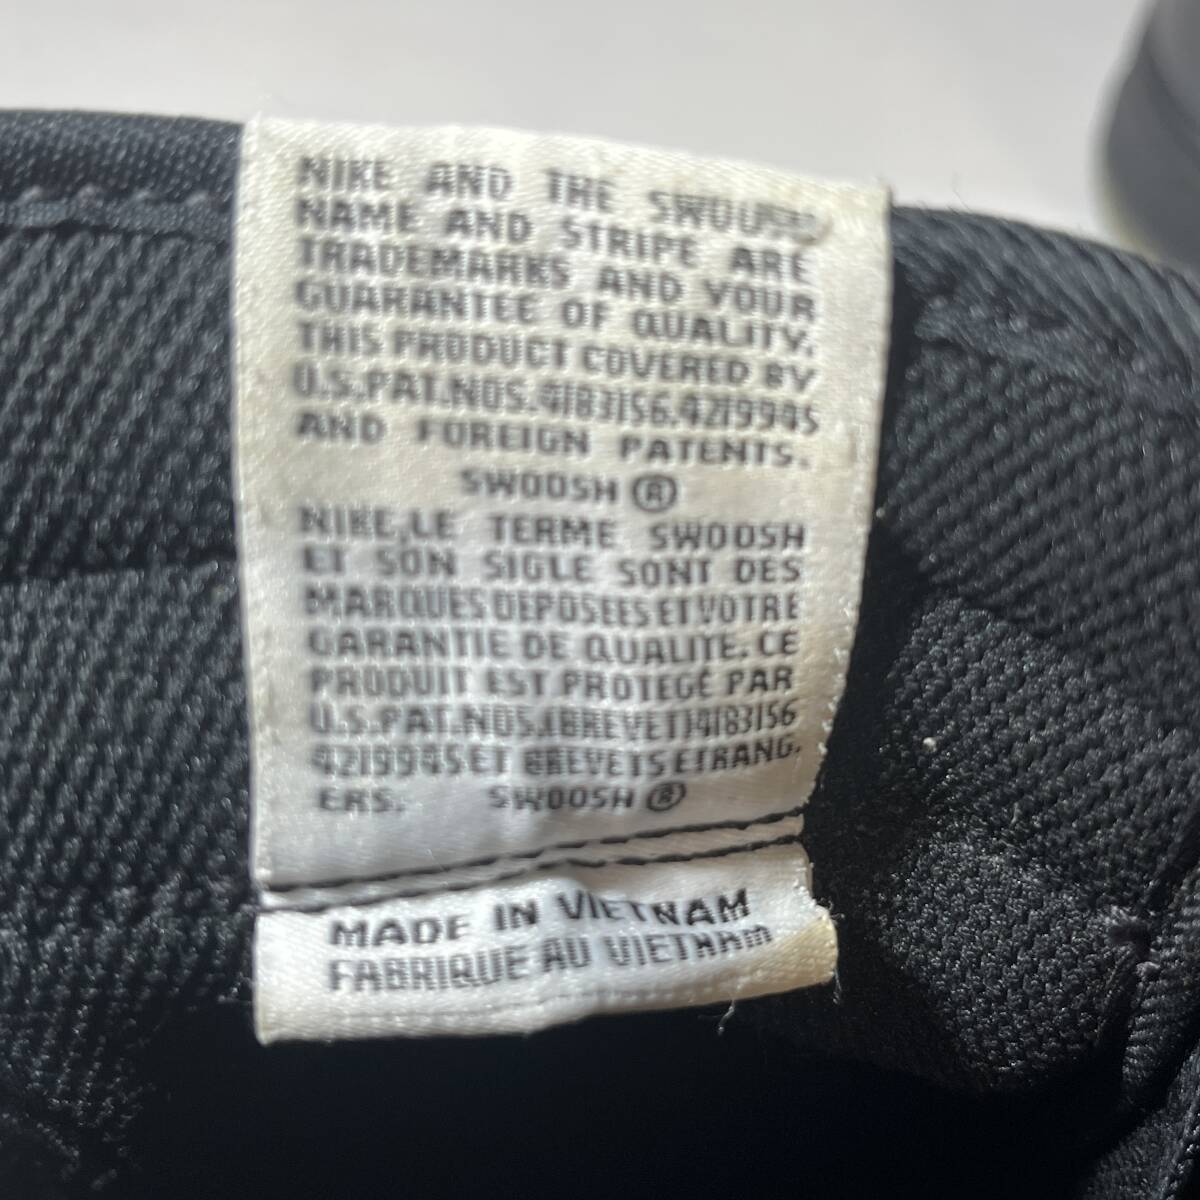 NIKE AND THE SWOOSH
NAME AND STRIPE ARE
TRADEMARKS AND YOUR
GUARANTEE OF QUALITY.
THIS PRODUCT COVERED BY
U.S.PAT.NOS.4183156.4219945
AND FOREIGN PATENTS.
SWOOSH ®
NIKE,LE TERME SWOOSH
ET SON SIGLE SONT DES
MARQUES DEPOSEES ET VOTRE
GARANTIE DE QUALITE. CE
PRODUIT EST PROTEGÉ PAR
U.S.PAT.NOS.(BREVET)4183156
4219945 ET BREVETS ETRANG.
ERS. SWOOSH ®
MADE IN VIETNAM
FABRIQUE AU VIETNAM